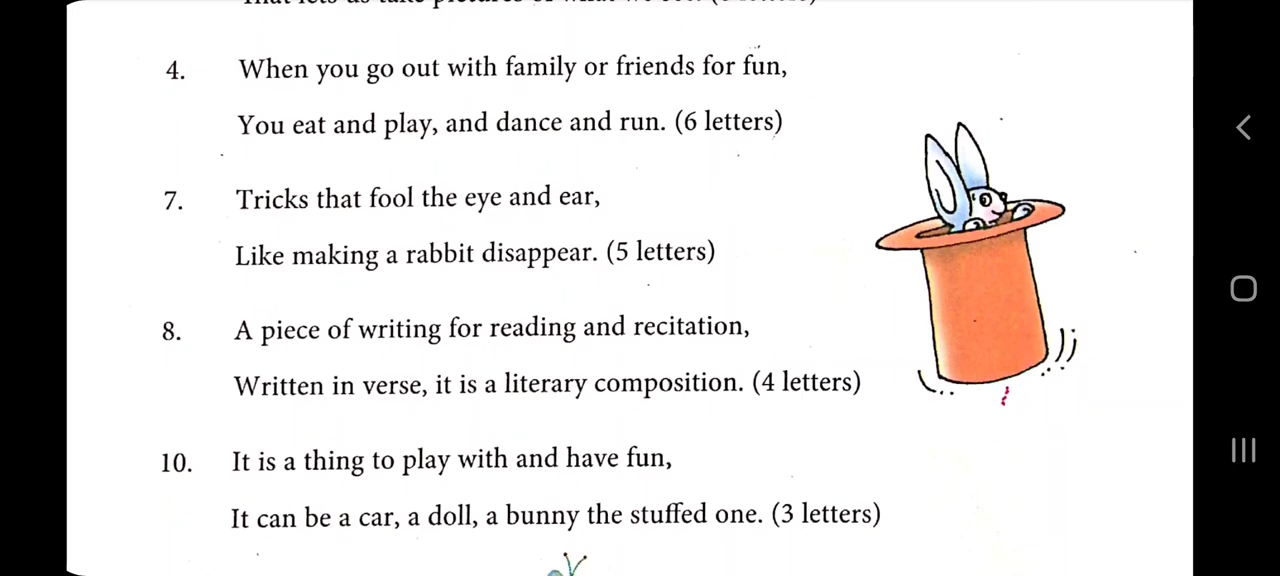 4. When you go out with family or friends for fun,
You eat and play, and dance and run. (6 letters)
7. Tricks that fool the eye and ear,
Like making a rabbit disappear. (5 letters)
8. A piece of writing for reading and recitation,
Written in verse, it is a literary composition. (4 letters)
10. It is a thing to play with and have fun,
It can be a car, a doll, a bunny the stuffed one. (3 letters)